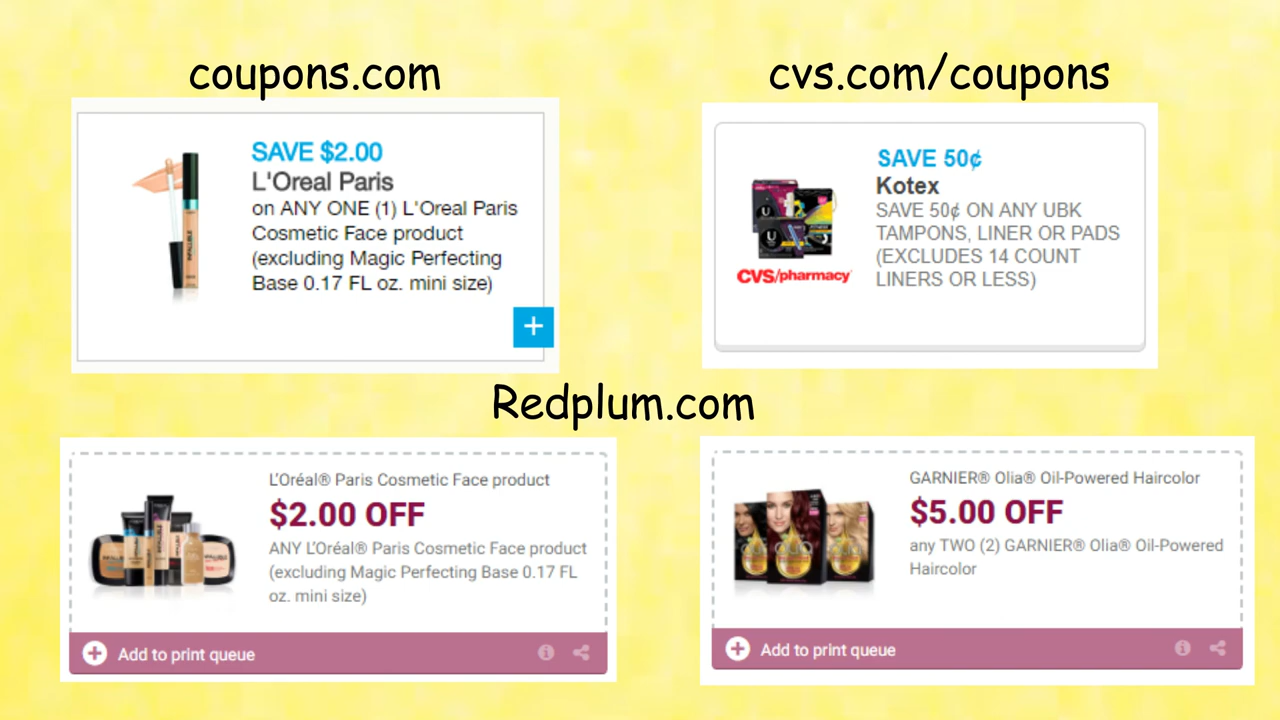 coupons.com
SAVE $2.00
L'Oreal Paris
on ANY ONE (1) L'Oreal Paris
Cosmetic Face product
(excluding Magic Perfecting
Base 0.17 FL oz. mini size)
cvs.com/coupons
SAVE 50¢
Kotex
SAVE 50¢ ON ANY UBK
TAMPONS, LINER OR PADS
(EXCLUDES 14 COUNT
LINERS OR LESS)
CVS/pharmacy
Redplum.com
L'Oréal® Paris Cosmetic Face product
$2.00 OFF
ANY L'Oréal® Paris Cosmetic Face product
(excluding Magic Perfecting Base 0.17 FL
oz. mini size)
Add to print queue
GARNIER® Olia® Oil-Powered Haircolor
$5.00 OFF
any TWO (2) GARNIER® Olia® Oil-Powered
Haircolor
Add to print queue